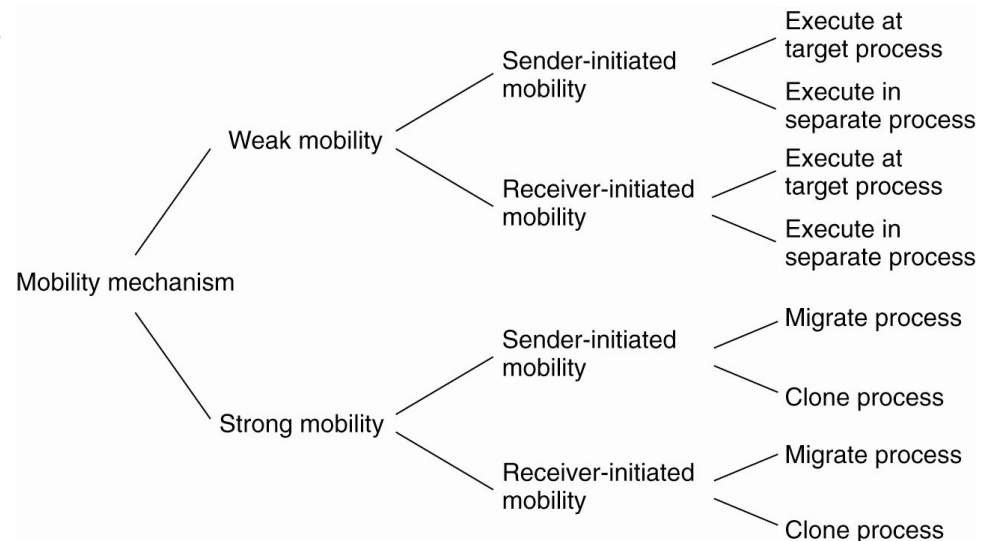 Execute at
target process
Sender-initiated
mobility
Execute in
separate process
Weak mobility
Execute at
target process
Receiver-initiated
mobility
Execute in
separate process
Mobility mechanism
Migrate process
Sender-initiated
mobility
Clone process
Strong mobility
Migrate process
Receiver-initiated
mobility
Clone process